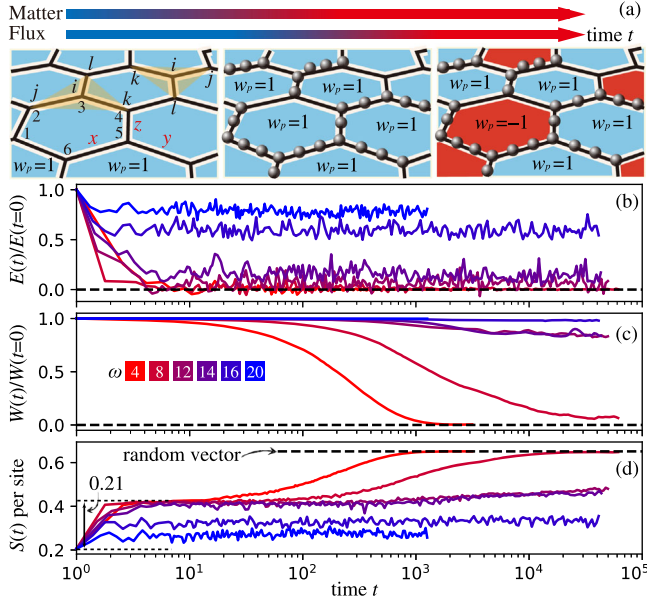 Matter
Flux
(a)
time t
l
i
k
i
j
j
i
k
l
2
3
4
1
5
z
6
x
y
w_p=1
w_p=1
w_p=1
w_p=1
w_p=1
w_p=1
w_p=1
w_p=1
w_p=1
w_p=−1
w_p=1
w_p=1
E(t)/E(t=0)
1.0
0.5
0.0
(b)
W(t)/W(t=0)
1.0
0.5
0.0
(c)
ω 4 8 12 14 16 20
S(t) per site
0.6
0.4
0.2
random vector
(d)
0.21
10^0 10^1 10^2 10^3 10^4 10^5
time t